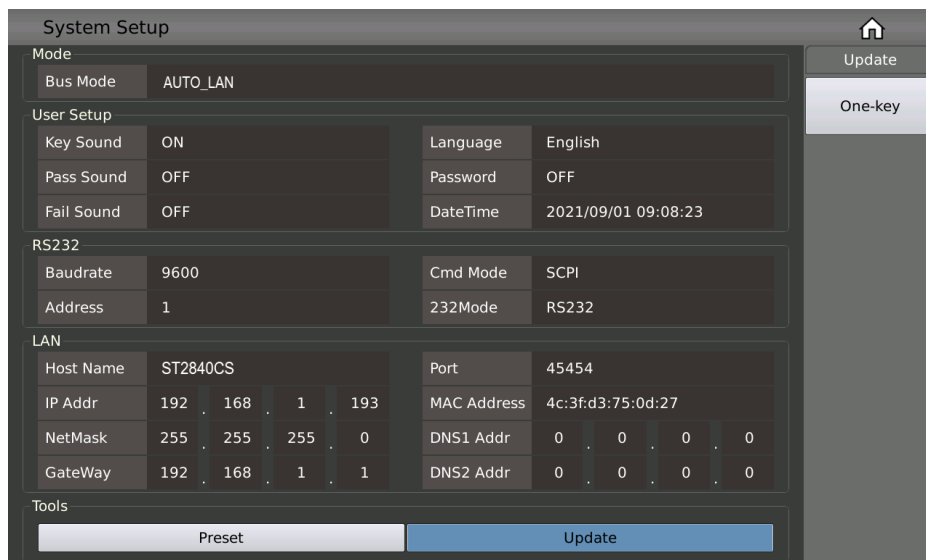 System Setup
Update
One-key
Mode
Bus Mode AUTO_LAN
User Setup
Key Sound ON Language English
Pass Sound OFF Password OFF
Fail Sound OFF DateTime 2021/09/01 09:08:23
RS232
Baudrate 9600 Cmd Mode SCPI
Address 1 232Mode RS232
LAN
Host Name ST2840CS Port 45454
IP Addr 192 . 168 . 1 . 193 MAC Address 4c:3f:d3:75:0d:27
NetMask 255 . 255 . 255 . 0 DNS1 Addr 0 . 0 . 0 . 0
GateWay 192 . 168 . 1 . 1 DNS2 Addr 0 . 0 . 0 . 0
Tools
Preset Update